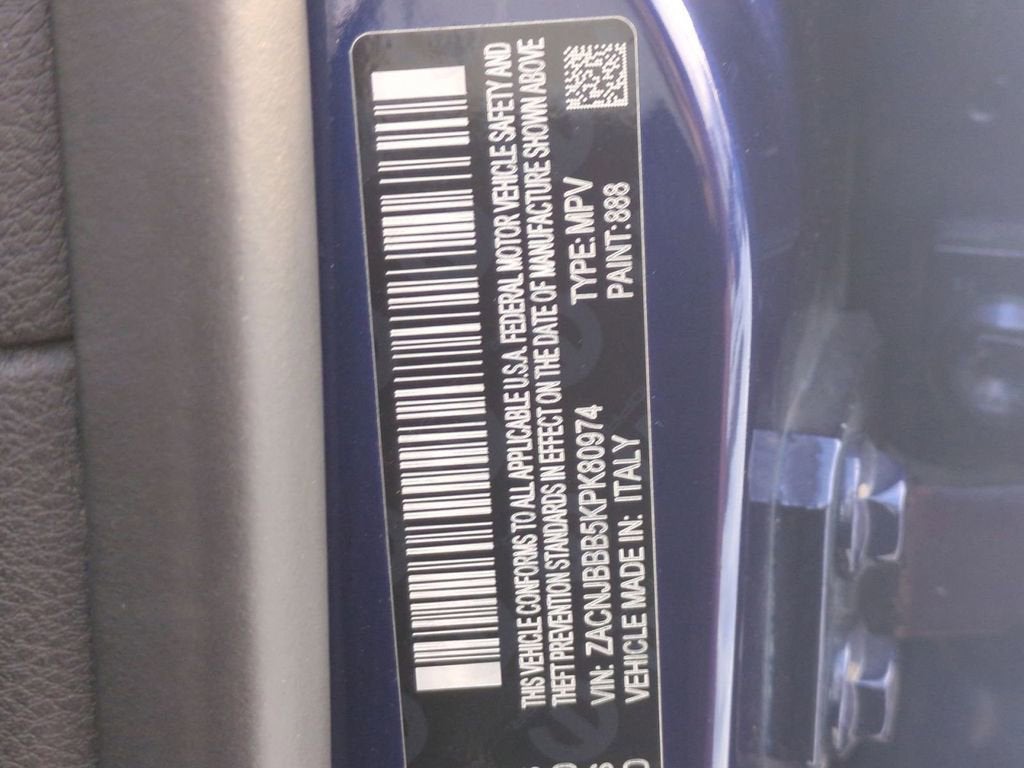 THIS VEHICLE CONFORMS TO ALL APPLICABLE U.S.A. FEDERAL MOTOR VEHICLE SAFETY AND
THEFT PREVENTION STANDARDS IN EFFECT ON THE DATE OF MANUFACTURE SHOWN ABOVE
VIN: ZACNJBBB5KPK80974 TYPE: MPV
VEHICLE MADE IN: ITALY PAINT:888